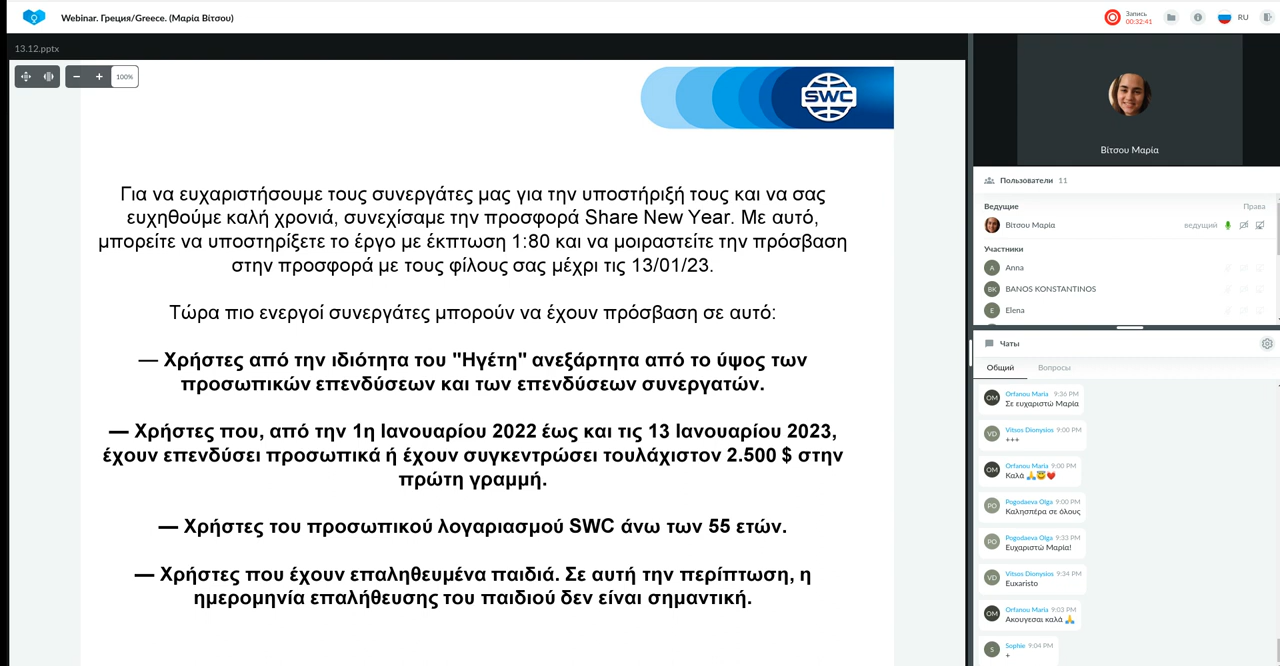 Webinar. Греция/Greece. (Μαρία Βίτσου)
Запись
00:32:41
RU
13.12.pptx
100%
SWC
Για να ευχαριστήσουμε τους συνεργάτες μας για την υποστήριξή τους και να σας
ευχηθούμε καλή χρονιά, συνεχίσαμε την προσφορά Share New Year. Με αυτό,
μπορείτε να υποστηρίξετε το έργο με έκπτωση 1:80 και να μοιραστείτε την πρόσβαση
στην προσφορά με τους φίλους σας μέχρι τις 13/01/23.
Τώρα πιο ενεργοί συνεργάτες μπορούν να έχουν πρόσβαση σε αυτό:
— Χρήστες από την ιδιότητα του "Ηγέτη" ανεξάρτητα από το ύψος των
προσωπικών επενδύσεων και των επενδύσεων συνεργατών.
— Χρήστες που, από την 1η Ιανουαρίου 2022 έως και τις 13 Ιανουαρίου 2023,
έχουν επενδύσει προσωπικά ή έχουν συγκεντρώσει τουλάχιστον 2.500 $ στην
πρώτη γραμμή.
— Χρήστες του προσωπικού λογαριασμού SWC άνω των 55 ετών.
— Χρήστες που έχουν επαληθευμένα παιδιά. Σε αυτή την περίπτωση, η
ημερομηνία επαλήθευσης του παιδιού δεν είναι σημαντική.
Βίτσου Μαρία
Пользователи 11
Ведущие Права
Βίτσου Μαρία ведущий
Участники
A Anna
BK BANOS KONSTANTINOS
E Elena
Чаты
Общий Вопросы
OM Orfanou Maria 9:36 PM
Σε ευχαριστώ Μαρία
VD Vitsos Dionysios 9:00 PM
+++
OM Orfanou Maria 9:00 PM
Καλά 🙏😇❤️
PO Pogodaeva Olga 9:00 PM
Καλησπέρα σε όλους
PO Pogodaeva Olga 9:33 PM
Ευχαριστώ Μαρία!
VD Vitsos Dionysios 9:34 PM
Euxaristo
OM Orfanou Maria 9:03 PM
Ακουγεσαι καλά 🙏
S Sophie 9:04 PM
+